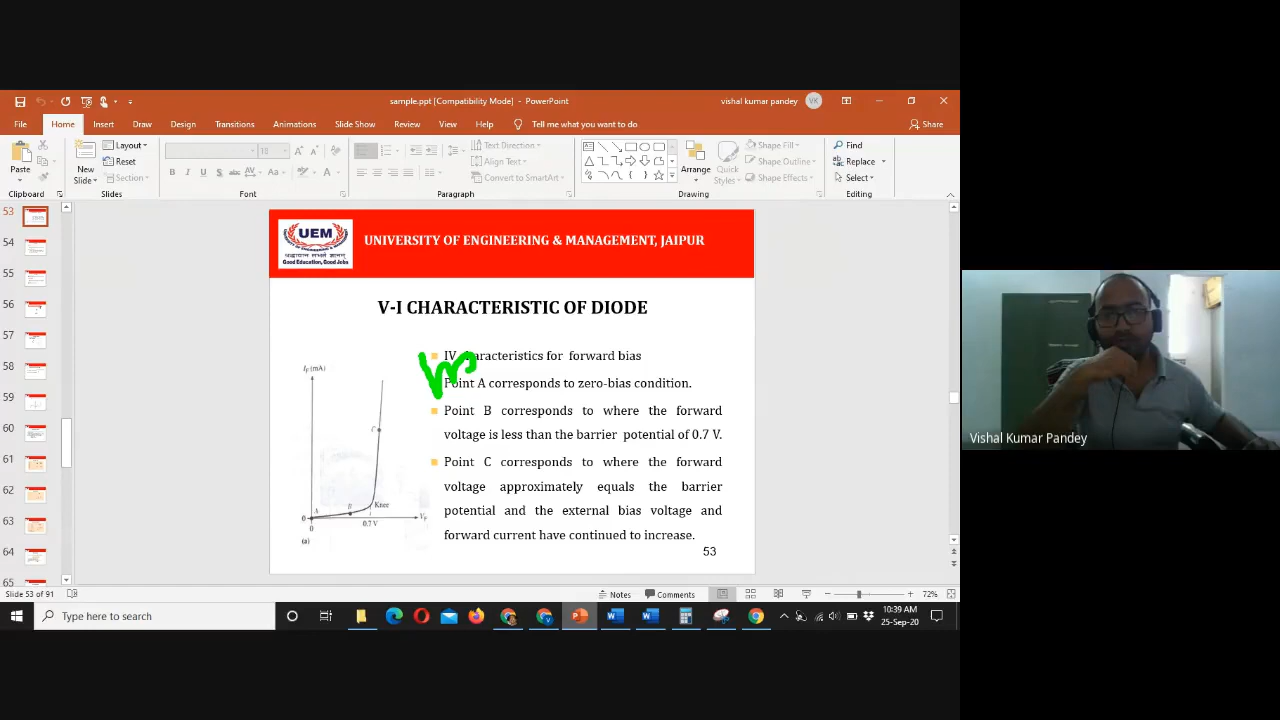 sample.ppt [Compatibility Mode] - PowerPoint
vishal kumar pandey
VK
File Home Insert Draw Design Transitions Animations Slide Show Review View Help Tell me what you want to do
Share
Paste
Clipboard
New Slide
Layout
Reset
Section
Slides
18
B I U S
Font
Text Direction
Align Text
Convert to SmartArt
Paragraph
Arrange
Quick Styles
Shape Fill
Shape Outline
Shape Effects
Drawing
Find
Replace
Select
Editing
53
54
55
56
57
58
59
60
61
62
63
64
65
UEM
Good Education, Good Jobs
UNIVERSITY OF ENGINEERING & MANAGEMENT, JAIPUR
V-I CHARACTERISTIC OF DIODE
IV characteristics for forward bias
Point A corresponds to zero-bias condition.
Point B corresponds to where the forward
voltage is less than the barrier potential of 0.7 V.
Point C corresponds to where the forward
voltage approximately equals the barrier
potential and the external bias voltage and
forward current have continued to increase.
53
I_F (mA)
C
A
B
Knee
0
V_F
0
0.7 V
(a)
Vishal Kumar Pandey
Slide 53 of 91
Notes
Comments
72%
Type here to search
10:39 AM
25-Sep-20